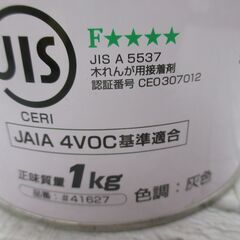 JIS
F★★★★
JIS A 5537
木れんが用接着剤
認証番号 CE0307012
CERI
JAIA 4VOC基準適合
正味質量 1kg
品番：#41627
色調：灰色